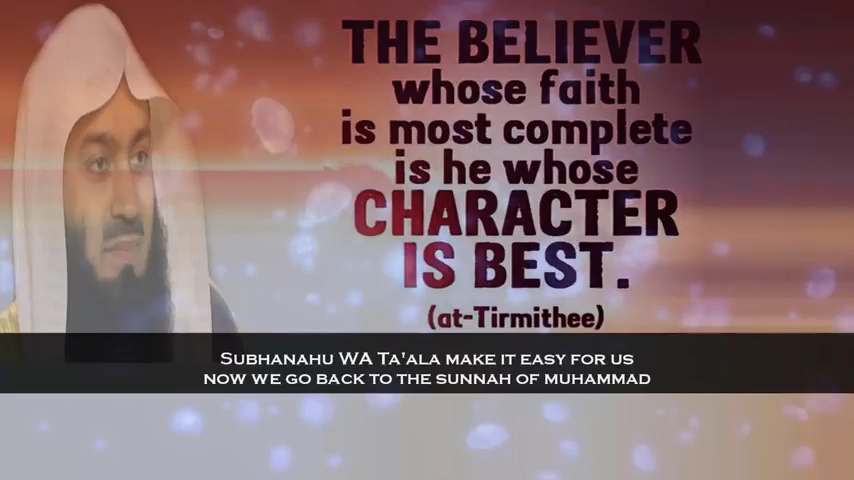 THE BELIEVER
whose faith
is most complete
is he whose
CHARACTER
IS BEST.
(at-Tirmithee)
SUBHANAHU WA TA'ALA MAKE IT EASY FOR US
NOW WE GO BACK TO THE SUNNAH OF MUHAMMAD